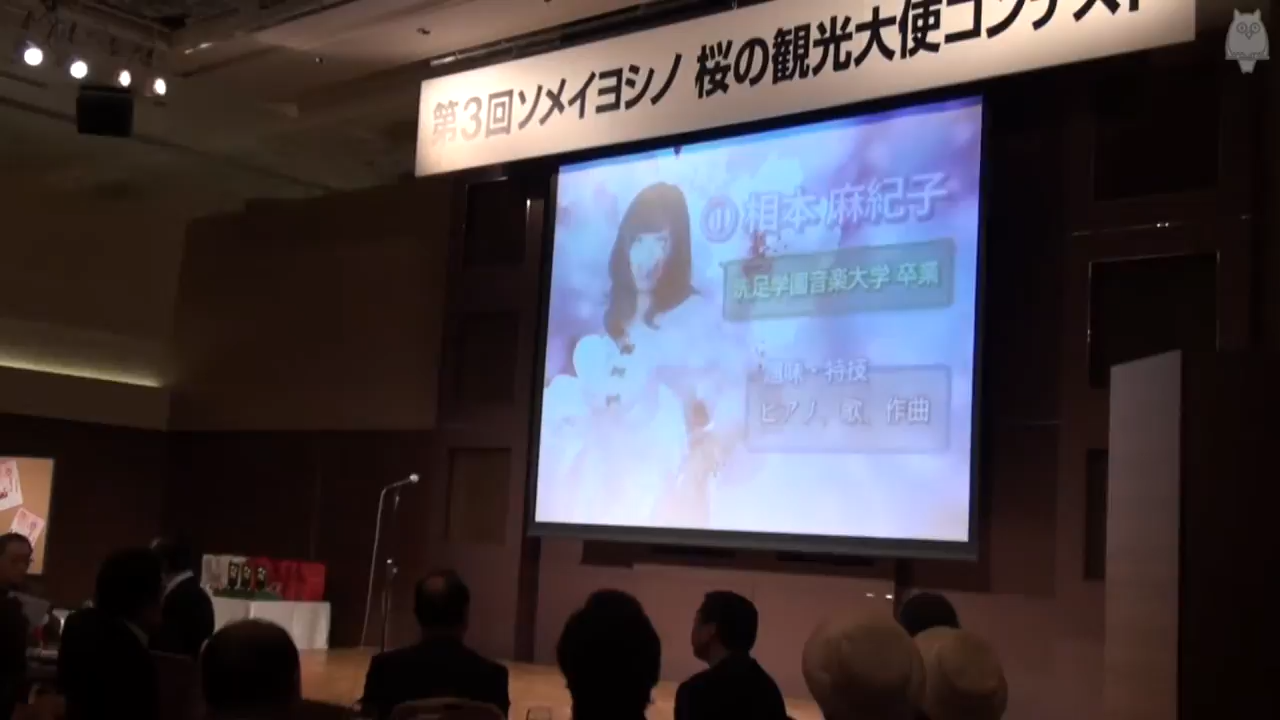 第3回ソメイヨシノ 桜の観光大使コンテスト
⑪ 相本 麻紀子
洗足学園音楽大学 卒業
趣味・特技
ピアノ、歌、作曲